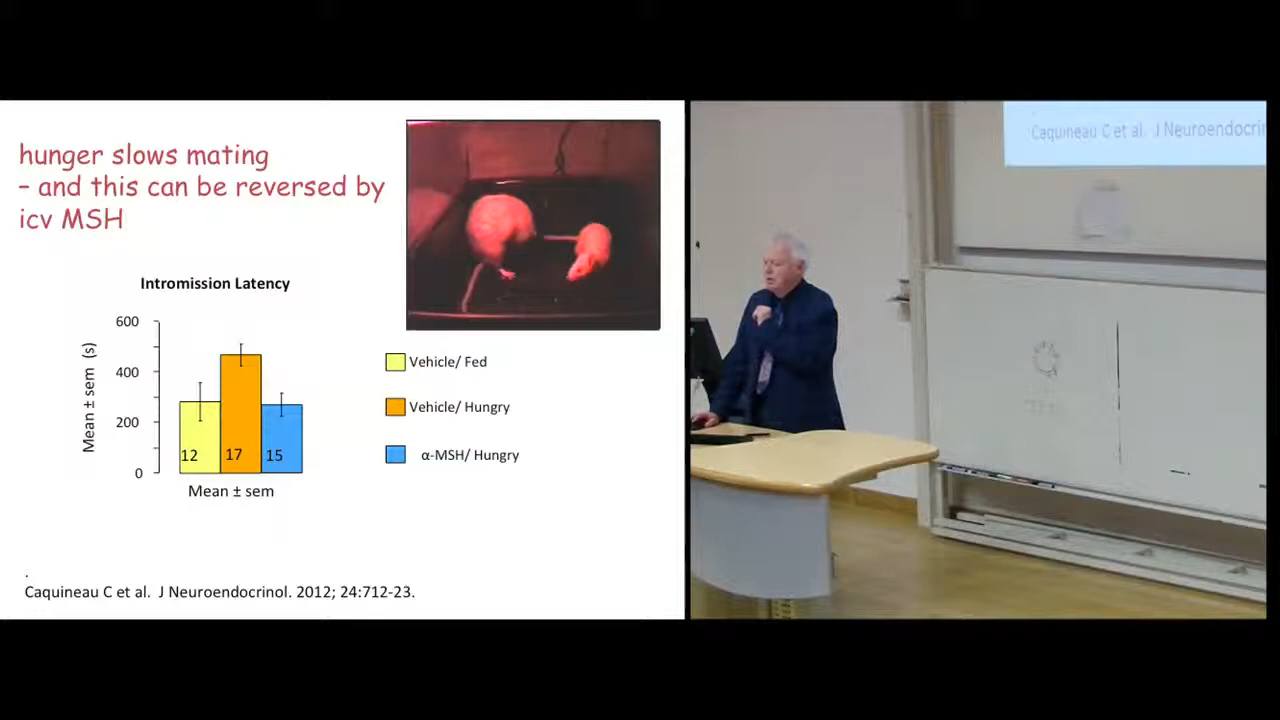 hunger slows mating
– and this can be reversed by
icv MSH
Intromission Latency
600
400
200
0
Mean ± sem (s)
12
17
15
Mean ± sem
Vehicle/ Fed
Vehicle/ Hungry
α-MSH/ Hungry
.
Caquineau C et al. J Neuroendocrinol. 2012; 24:712-23.
Caquineau C et al. J Neuroendocrin